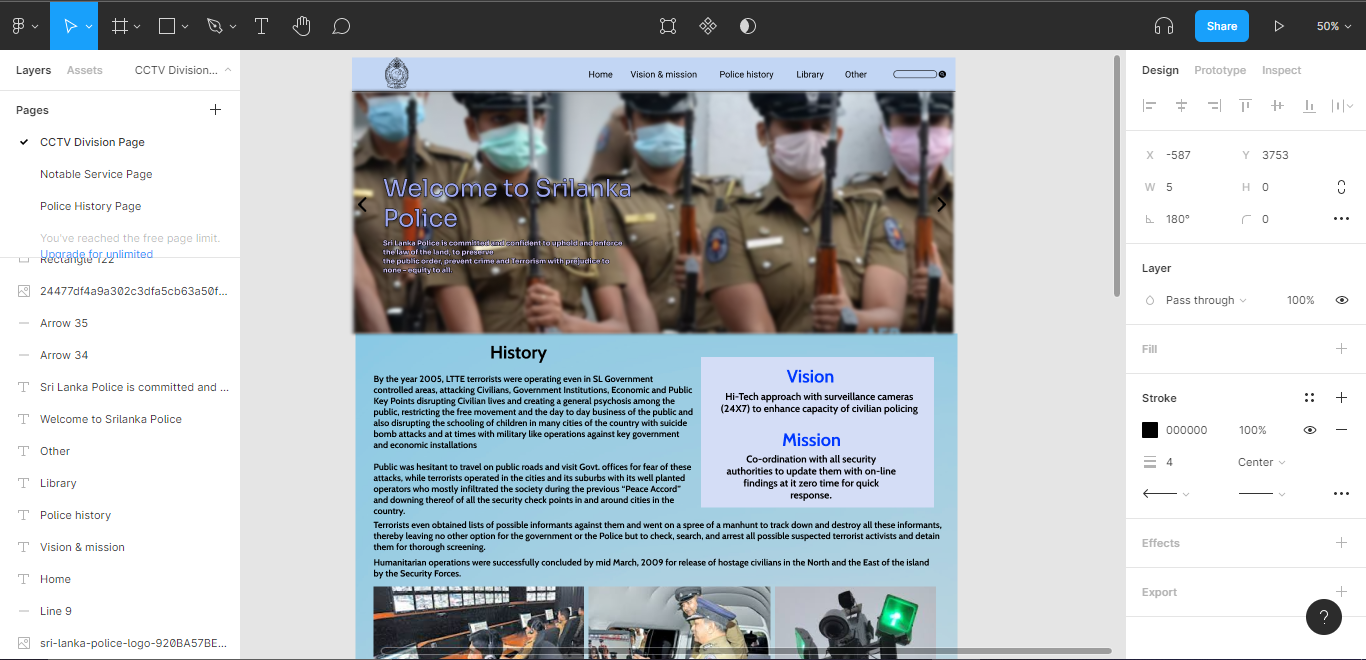 Share
50%
Layers
Assets
CCTV Division...
Pages
CCTV Division Page
Notable Service Page
Police History Page
You've reached the free page limit.
Upgrade for unlimited
Rectangle 122
24477df4a9a302c3dfa5cb63a50f...
Arrow 35
Arrow 34
Sri Lanka Police is committed and ...
Welcome to Srilanka Police
Other
Library
Police history
Vision & mission
Home
Line 9
sri-lanka-police-logo-920BA57BE...
Home
Vision & mission
Police history
Library
Other
Welcome to Srilanka
Police
Sri Lanka Police is committed and confident to uphold and enforce
the law of the land, to preserve
the public order, prevent crime and Terrorism with prejudice to
none - equity to all.
History
By the year 2005, LTTE terrorists were operating even in SL Government
controlled areas, attacking Civilians, Government Institutions, Economic and Public
Key Points disrupting Civilian lives and creating a general psychosis among the
public, restricting the free movement and the day to day business of the public and
also disrupting the schooling of children in many cities of the country with suicide
bomb attacks and at times with military like operations against key government
and economic installations
Public was hesitant to travel on public roads and visit Govt. offices for fear of these
attacks, while terrorists operated in the cities and its suburbs with its well planted
operators who mostly infiltrated the society during the previous “Peace Accord”
and downing thereof all the security check points in and around cities in the
country.
Terrorists even obtained lists of possible informants against them and went on a spree of a manhunt to track down and destroy all these informants,
thereby leaving no other option for the government or the Police but to check, search, and arrest all possible suspected terrorist activists and detain
them for thorough screening.
Humanitarian operations were successfully concluded by mid March, 2009 for release of hostage civilians in the North and the East of the island
by the Security Forces.
Vision
Hi-Tech approach with surveillance cameras
(24X7) to enhance capacity of civilian policing
Mission
Co-ordination with all security
authorities to update them with on-line
findings at it zero time for quick
response.
Design
Prototype
Inspect
X -587
Y 3753
W 5
H 0
180°
0
Layer
Pass through
100%
Fill
Stroke
000000
100%
4
Center
Effects
Export
?